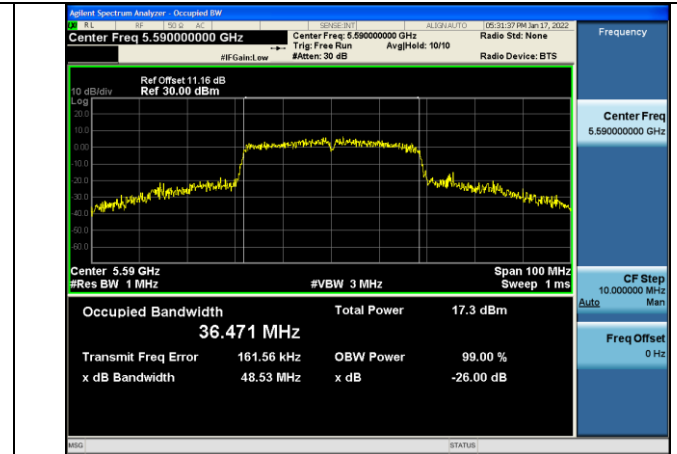 Agilent Spectrum Analyzer - Occupied BW
RL RF 50 Ω AC SENSE:INT ALIGNAUTO 05:31:37 PM Jan 17, 2022
Center Freq 5.590000000 GHz
Center Freq: 5.590000000 GHz
Radio Std: None
Trig: Free Run Avg|Hold: 10/10
#IFGain:Low #Atten: 30 dB Radio Device: BTS
Ref Offset 11.16 dB
10 dB/div Ref 30.00 dBm
Log
20.0
10.0
0.00
-10.0
-20.0
-30.0
-40.0
-50.0
-60.0
Center 5.59 GHz Span 100 MHz
#Res BW 1 MHz #VBW 3 MHz Sweep 1 ms
Occupied Bandwidth Total Power 17.3 dBm
36.471 MHz
Transmit Freq Error 161.56 kHz OBW Power 99.00 %
x dB Bandwidth 48.53 MHz x dB -26.00 dB
MSG STATUS
Frequency
Center Freq
5.590000000 GHz
CF Step
10.000000 MHz
Auto Man
Freq Offset
0 Hz